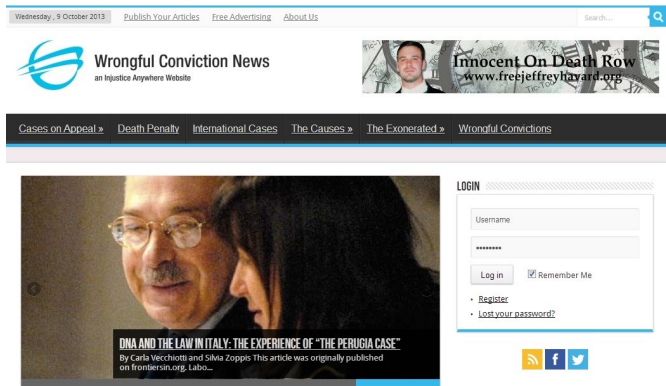 Wednesday , 9 October 2013
Publish Your Articles
Free Advertising
About Us
Search...
Wrongful Conviction News
an Injustice Anywhere Website
Innocent On Death Row
www.freejeffreyhavard.org
Cases on Appeal »
Death Penalty
International Cases
The Causes »
The Exonerated »
Wrongful Convictions
LOGIN
Username
Log in
Remember Me
Register
Lost your password?
DNA AND THE LAW IN ITALY: THE EXPERIENCE OF “THE PERUGIA CASE”
By Carla Vecchiotti and Silvia Zoppis This article was originally published
on frontiersin.org. Labo...